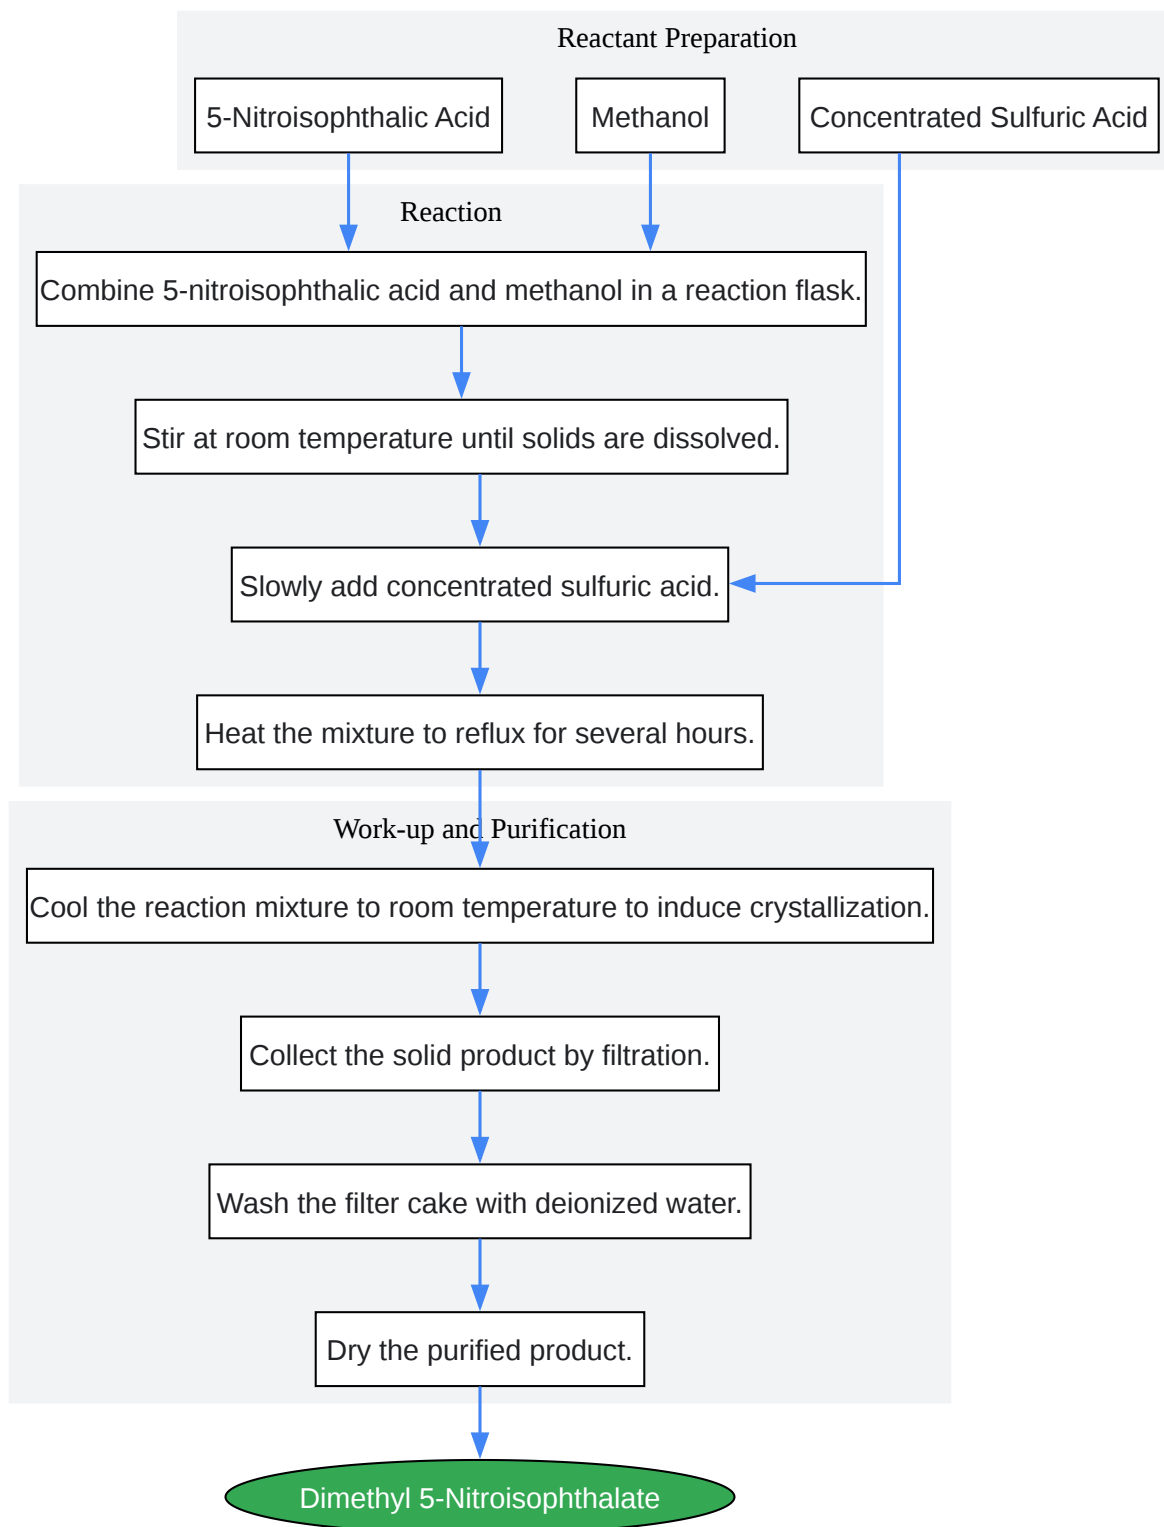 Reactant Preparation
5-Nitroisophthalic Acid
Methanol
Concentrated Sulfuric Acid
Reaction
Combine 5-nitroisophthalic acid and methanol in a reaction flask.
Stir at room temperature until solids are dissolved.
Slowly add concentrated sulfuric acid.
Heat the mixture to reflux for several hours.
Work-up and Purification
Cool the reaction mixture to room temperature to induce crystallization.
Collect the solid product by filtration.
Wash the filter cake with deionized water.
Dry the purified product.
Dimethyl 5-Nitroisophthalate